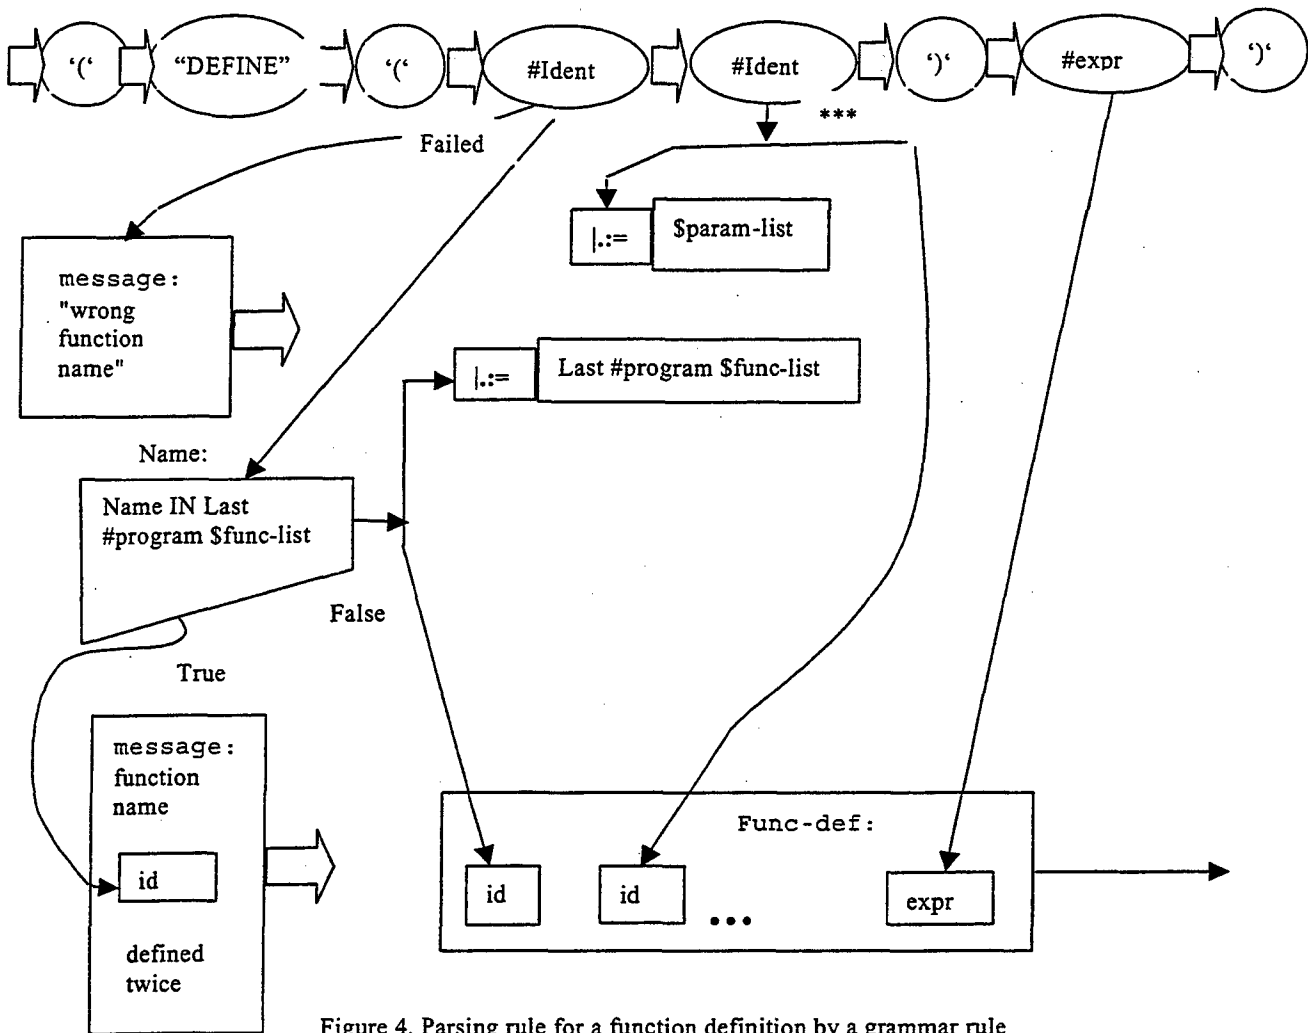 ‘(‘ “DEFINE” ‘(‘ #Ident #Ident ‘)‘ #expr ‘)‘
***
Failed
|.:= $param-list
message:
"wrong
function
name"
|.:= Last #program $func-list
Name:
Name IN Last
#program $func-list
False
True
message:
function
name
id
defined
twice
Func-def:
id id ... expr
Figure 4. Parsing rule for a function definition by a grammar rule